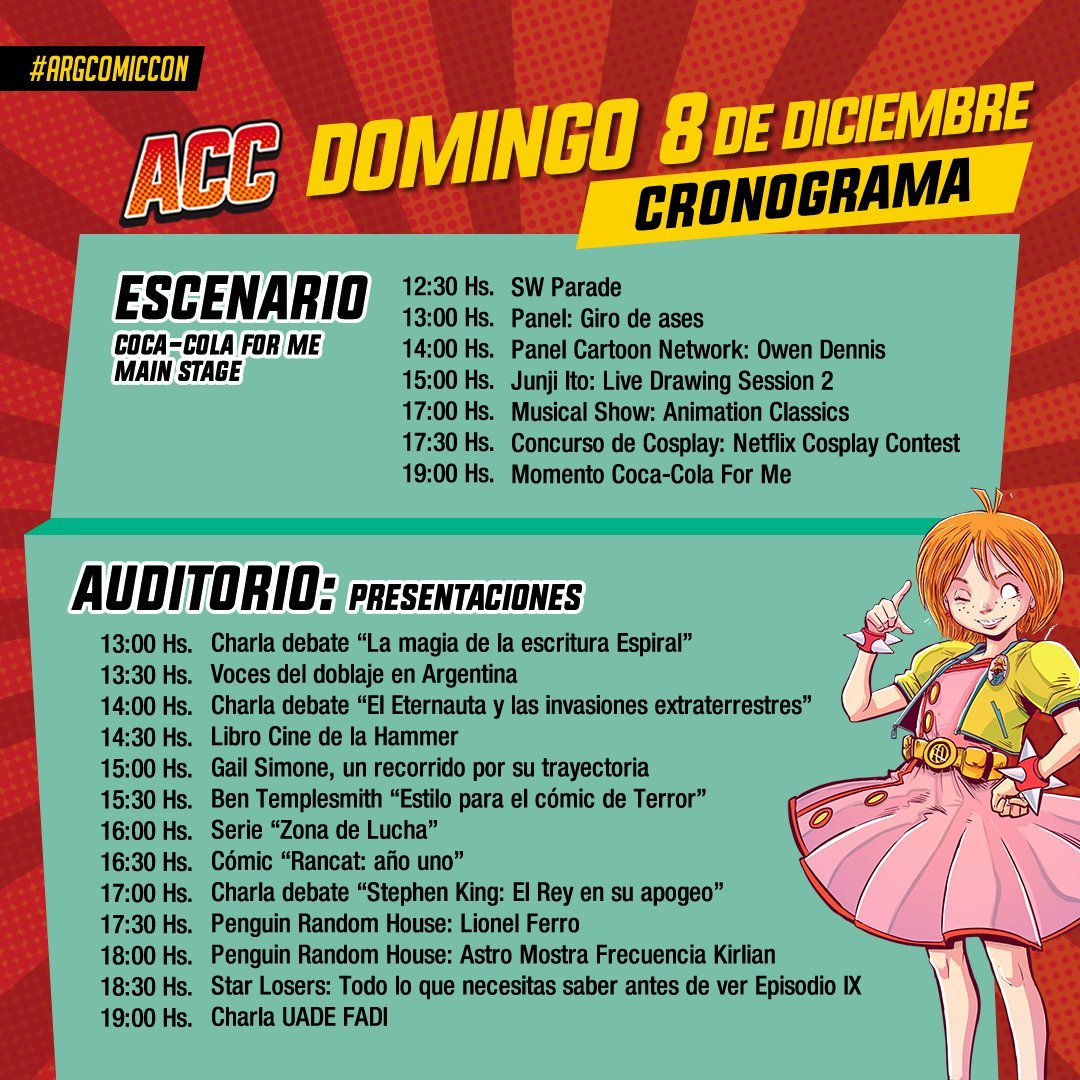 #ARGCOMICCON
ACC
DOMINGO 8 DE DICIEMBRE
CRONOGRAMA
ESCENARIO
COCA-COLA FOR ME
MAIN STAGE
12:30 Hs. SW Parade
13:00 Hs. Panel: Giro de ases
14:00 Hs. Panel Cartoon Network: Owen Dennis
15:00 Hs. Junji Ito: Live Drawing Session 2
17:00 Hs. Musical Show: Animation Classics
17:30 Hs. Concurso de Cosplay: Netflix Cosplay Contest
19:00 Hs. Momento Coca-Cola For Me
AUDITORIO: PRESENTACIONES
13:00 Hs. Charla debate “La magia de la escritura Espiral”
13:30 Hs. Voces del doblaje en Argentina
14:00 Hs. Charla debate “El Eternauta y las invasiones extraterrestres”
14:30 Hs. Libro Cine de la Hammer
15:00 Hs. Gail Simone, un recorrido por su trayectoria
15:30 Hs. Ben Templesmith “Estilo para el cómic de Terror”
16:00 Hs. Serie “Zona de Lucha”
16:30 Hs. Cómic “Rancat: año uno”
17:00 Hs. Charla debate “Stephen King: El Rey en su apogeo”
17:30 Hs. Penguin Random House: Lionel Ferro
18:00 Hs. Penguin Random House: Astro Mostra Frecuencia Kirlian
18:30 Hs. Star Losers: Todo lo que necesitas saber antes de ver Episodio IX
19:00 Hs. Charla UADE FADI